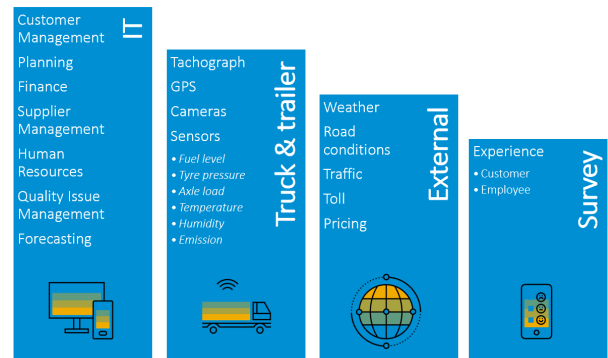 Customer
Management
Planning
Finance
Supplier
Management
Human
Resources
Quality Issue
Management
Forecasting
IT
Tachograph
GPS
Cameras
Sensors
• Fuel level
• Tyre pressure
• Axle load
• Temperature
• Humidity
• Emission
Truck & trailer
Weather
Road
conditions
Traffic
Toll
Pricing
External
Experience
• Customer
• Employee
Survey